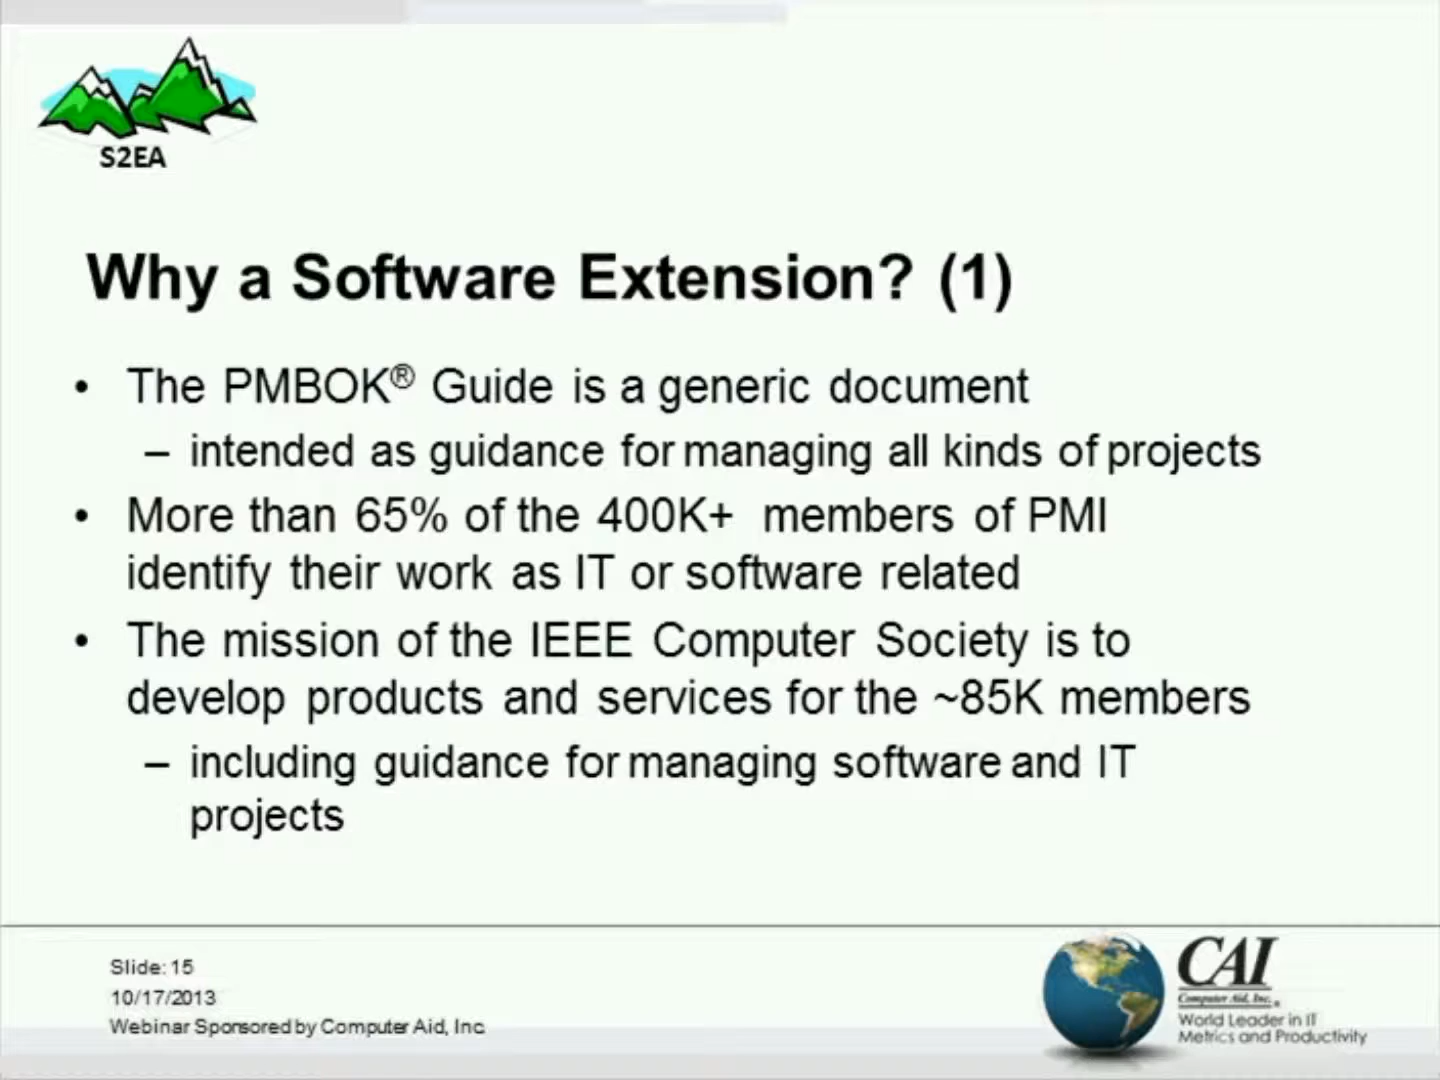 S2EA
Why a Software Extension? (1)
• The PMBOK® Guide is a generic document
– intended as guidance for managing all kinds of projects
• More than 65% of the 400K+ members of PMI
identify their work as IT or software related
• The mission of the IEEE Computer Society is to
develop products and services for the ~85K members
– including guidance for managing software and IT
projects
Slide: 15
10/17/2013
Webinar Sponsored by Computer Aid, Inc
CAI
Computer Aid, Inc.®
World Leader in IT
Metrics and Productivity